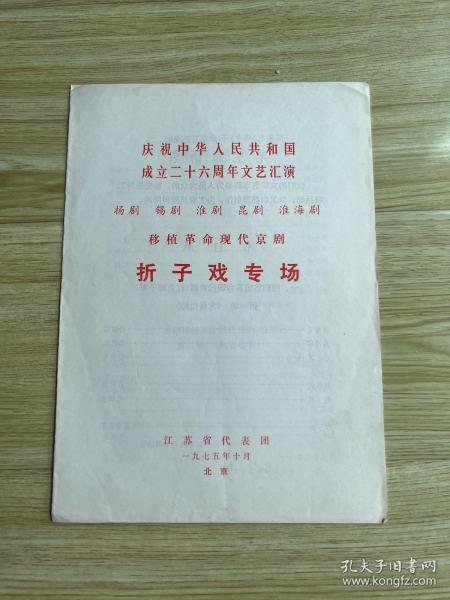 庆祝中华人民共和国
成立二十六周年文艺汇演
扬剧 锡剧 淮剧 昆剧 淮海剧
移植革命现代京剧
折子戏专场
江苏省代表团
一九七五年十月
北京
孔夫子旧书网
www.kongfz.com